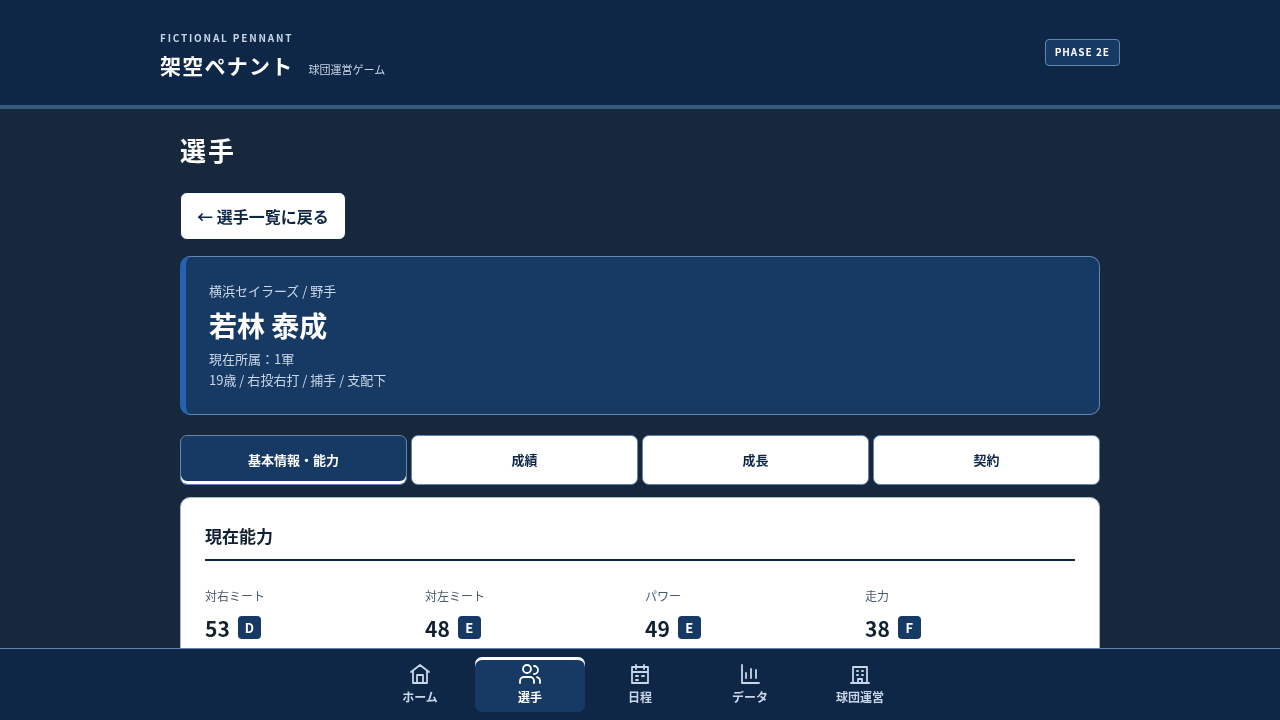 FICTIONAL PENNANT
架空ペナント 球団運営ゲーム
PHASE 2E
選手
← 選手一覧に戻る
横浜セイラーズ / 野手
若林 泰成
現在所属：1軍
19歳 / 右投右打 / 捕手 / 支配下
基本情報・能力 成績 成長 契約
現在能力
対右ミート 対左ミート パワー 走力
53 D 48 E 49 E 38 F
ホーム 選手 日程 データ 球団運営